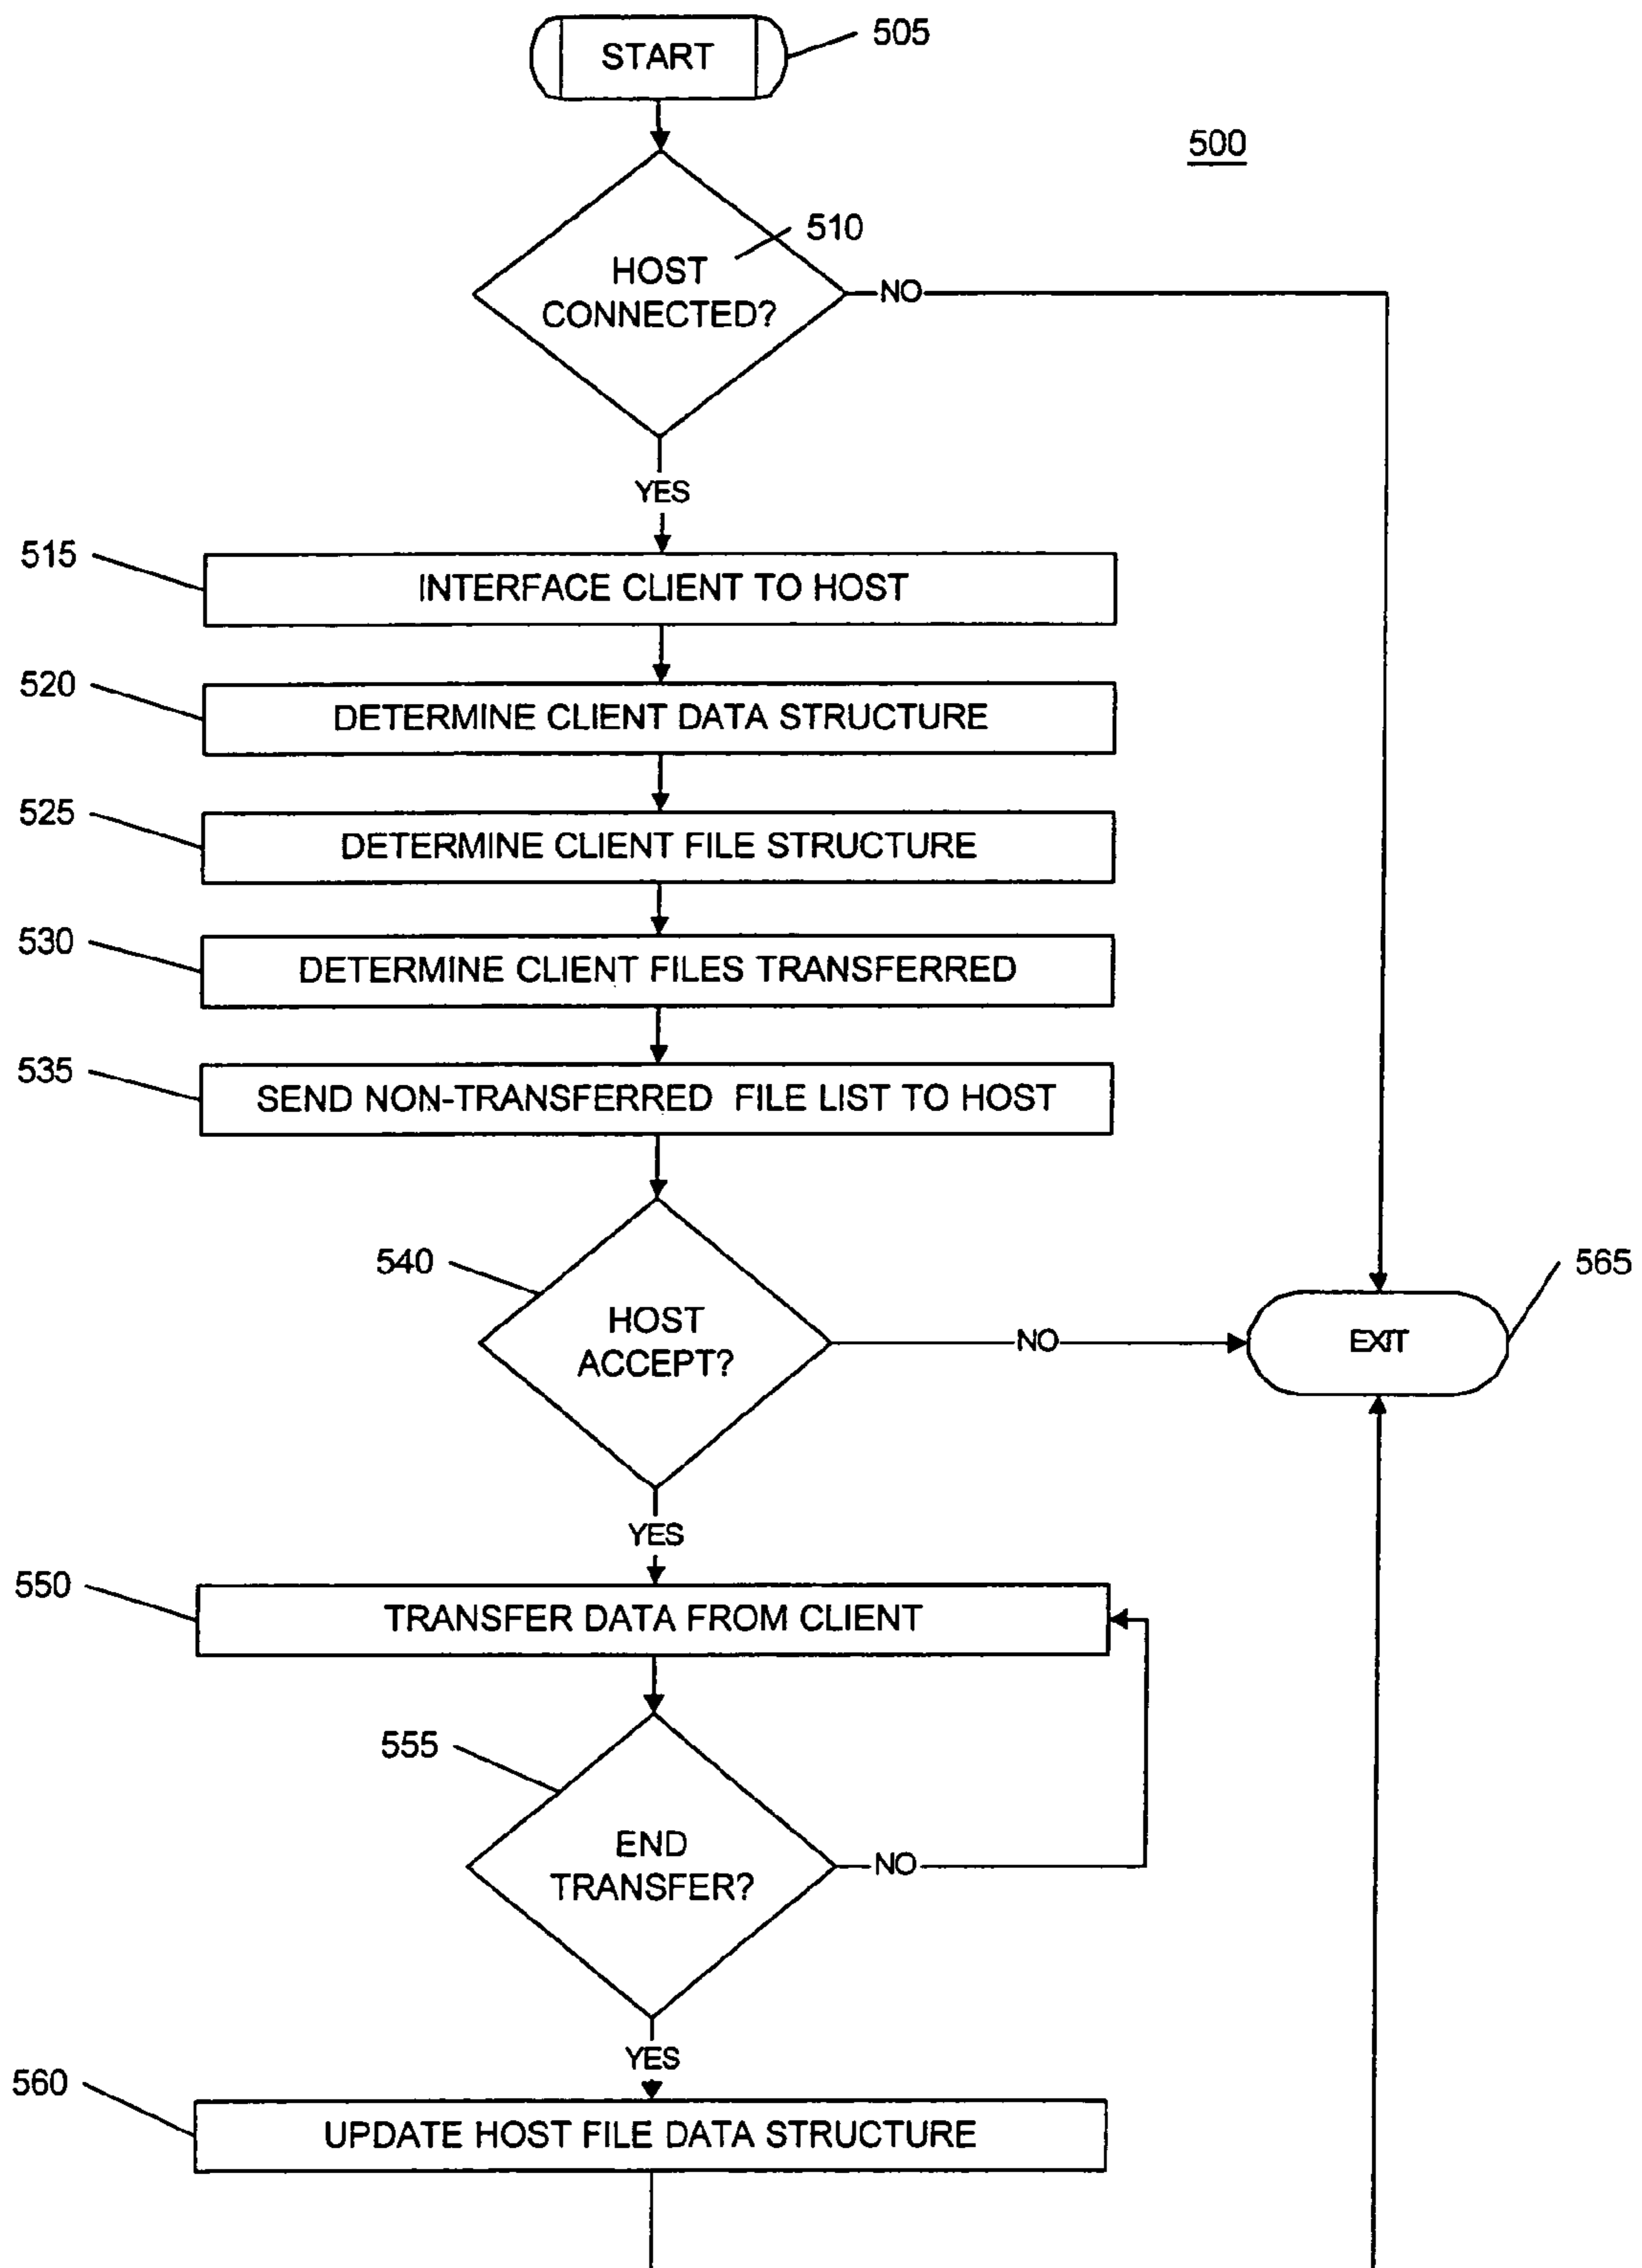 START
505
500
510
HOST
CONNECTED?
NO
YES
515
INTERFACE CLIENT TO HOST
520
DETERMINE CLIENT DATA STRUCTURE
525
DETERMINE CLIENT FILE STRUCTURE
530
DETERMINE CLIENT FILES TRANSFERRED
535
SEND NON-TRANSFERRED FILE LIST TO HOST
540
HOST
ACCEPT?
NO
EXIT
565
YES
550
TRANSFER DATA FROM CLIENT
555
END
TRANSFER?
NO
YES
560
UPDATE HOST FILE DATA STRUCTURE